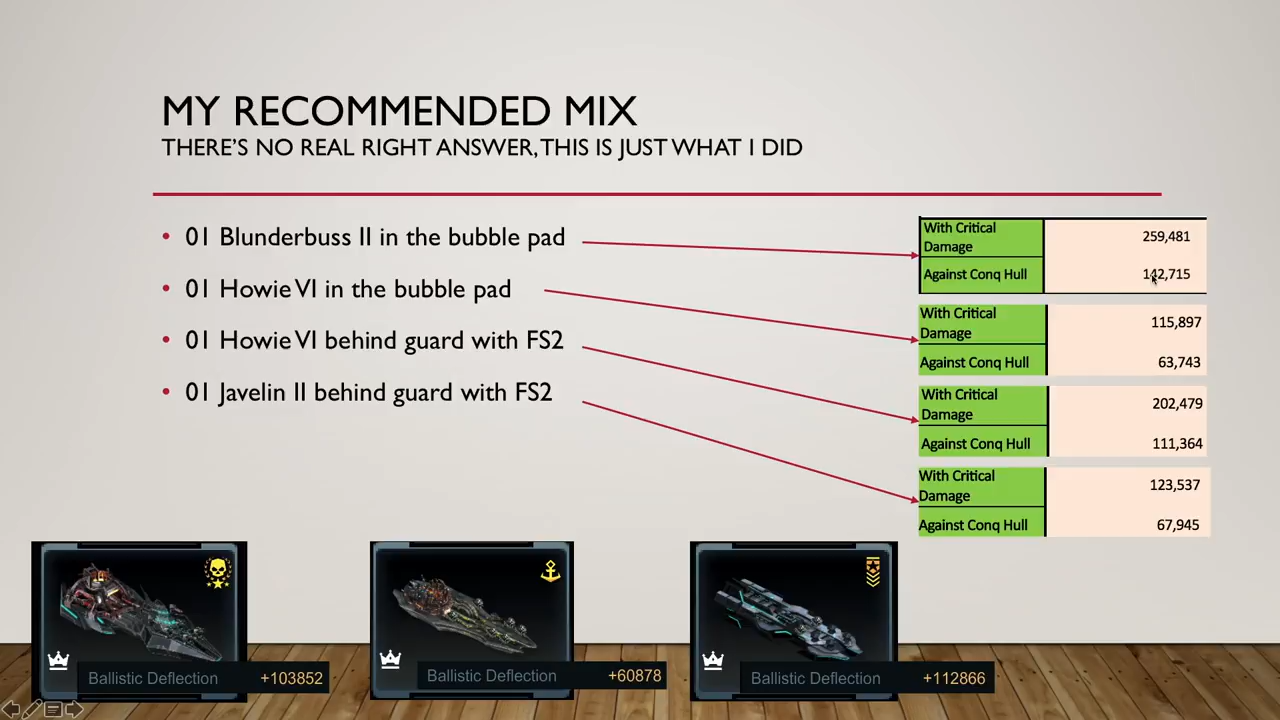 MY RECOMMENDED MIX
THERE'S NO REAL RIGHT ANSWER, THIS IS JUST WHAT I DID
• 01 Blunderbuss II in the bubble pad
• 01 Howie VI in the bubble pad
• 01 Howie VI behind guard with FS2
• 01 Javelin II behind guard with FS2
With Critical
Damage
259,481
Against Conq Hull
142,715
With Critical
Damage
115,897
Against Conq Hull
63,743
With Critical
Damage
202,479
Against Conq Hull
111,364
With Critical
Damage
123,537
Against Conq Hull
67,945
Ballistic Deflection +103852
Ballistic Deflection +60878
Ballistic Deflection +112866